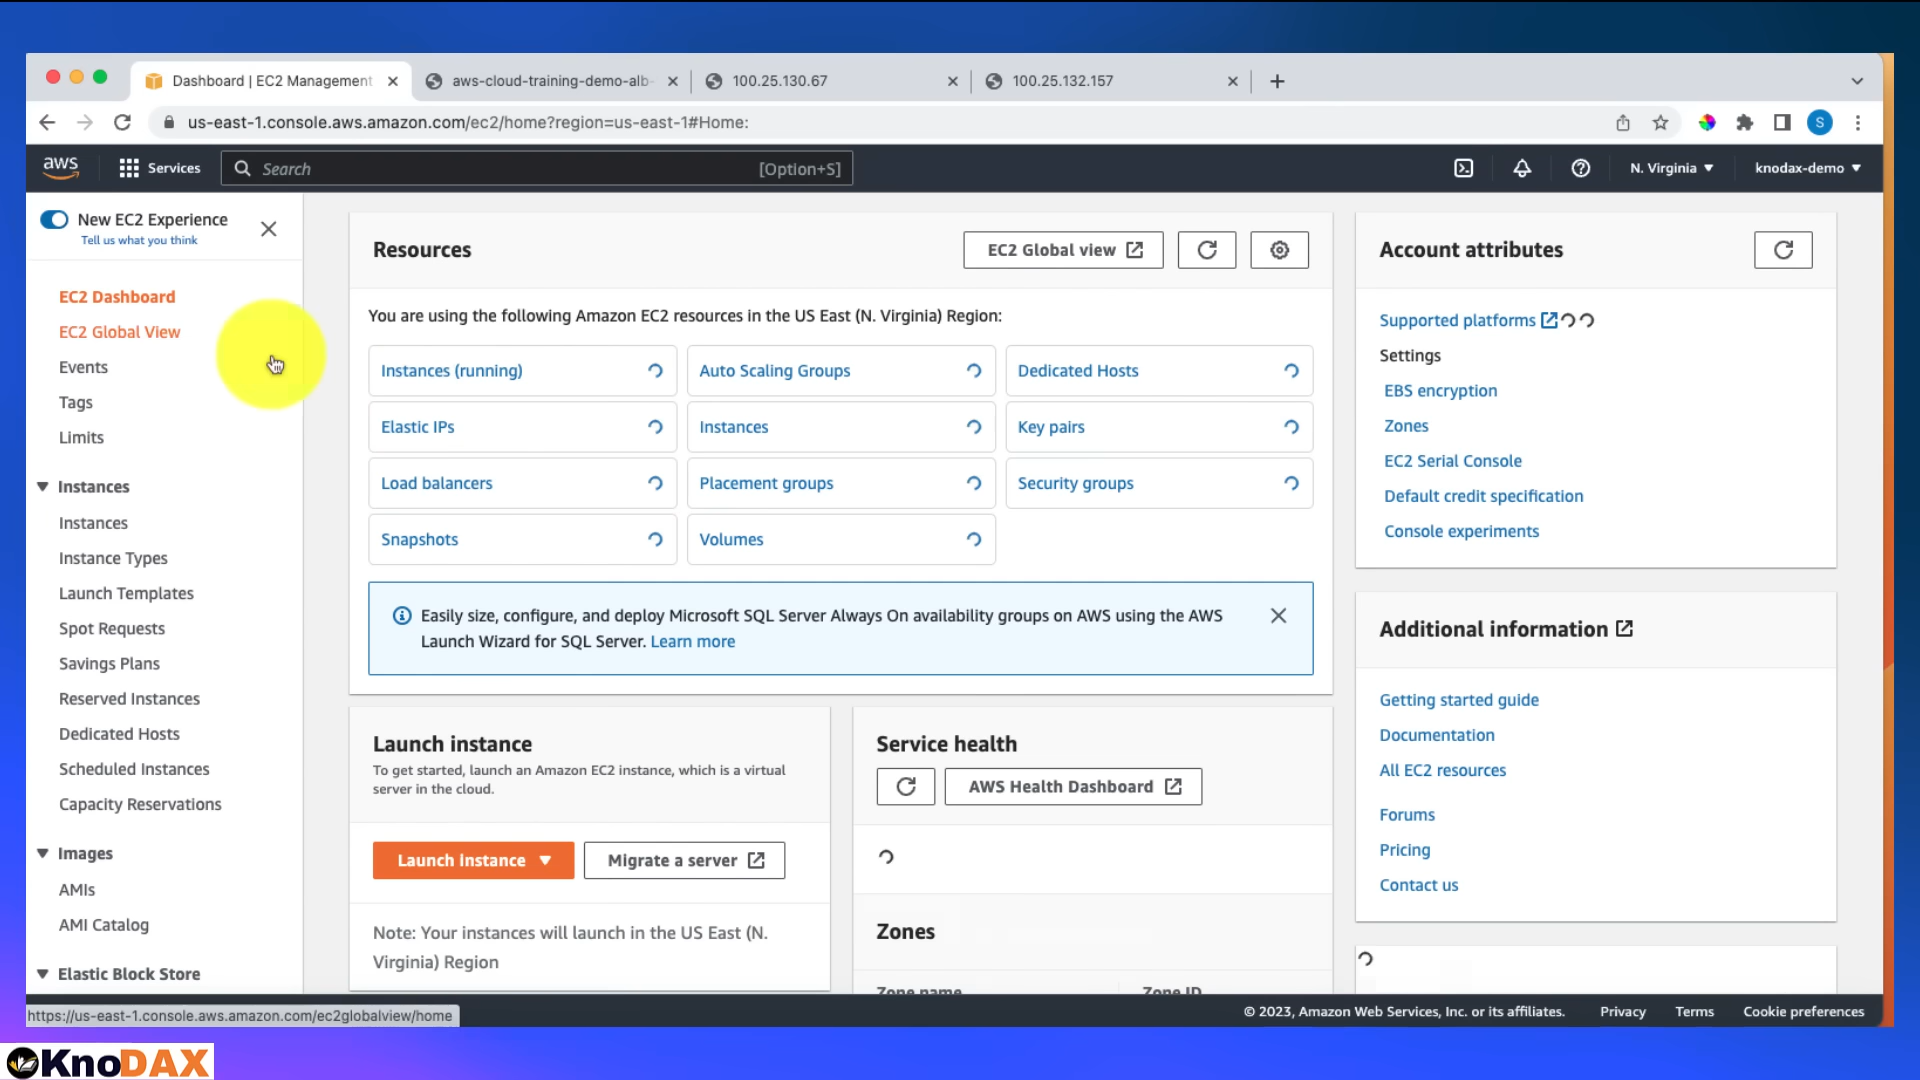 Dashboard | EC2 Management
aws-cloud-training-demo-alb-
100.25.130.67
100.25.132.157
us-east-1.console.aws.amazon.com/ec2/home?region=us-east-1#Home:
S
aws
Services
Search
[Option+S]
N. Virginia
knodax-demo
New EC2 Experience
Tell us what you think
EC2 Dashboard
EC2 Global View
Events
Tags
Limits
Instances
Instances
Instance Types
Launch Templates
Spot Requests
Savings Plans
Reserved Instances
Dedicated Hosts
Scheduled Instances
Capacity Reservations
Images
AMIs
AMI Catalog
Elastic Block Store
Resources
EC2 Global view
You are using the following Amazon EC2 resources in the US East (N. Virginia) Region:
Instances (running)
Auto Scaling Groups
Dedicated Hosts
Elastic IPs
Instances
Key pairs
Load balancers
Placement groups
Security groups
Snapshots
Volumes
Easily size, configure, and deploy Microsoft SQL Server Always On availability groups on AWS using the AWS
Launch Wizard for SQL Server. Learn more
Launch instance
To get started, launch an Amazon EC2 instance, which is a virtual
server in the cloud.
Launch instance
Migrate a server
Note: Your instances will launch in the US East (N.
Virginia) Region
Service health
AWS Health Dashboard
Zones
Zone name
Zone ID
Account attributes
Supported platforms
Settings
EBS encryption
Zones
EC2 Serial Console
Default credit specification
Console experiments
Additional information
Getting started guide
Documentation
All EC2 resources
Forums
Pricing
Contact us
https://us-east-1.console.aws.amazon.com/ec2globalview/home
© 2023, Amazon Web Services, Inc. or its affiliates.
Privacy
Terms
Cookie preferences
KnoDAX